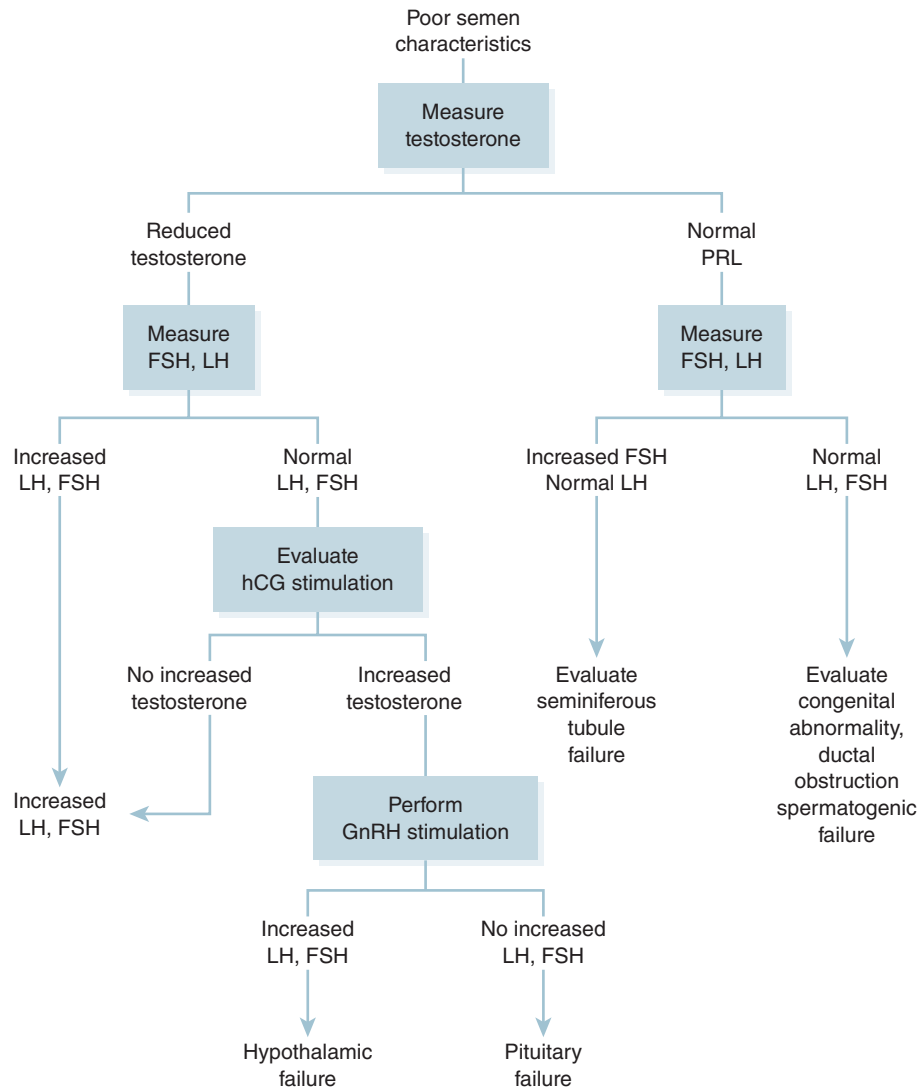 Poor semen
characteristics
Measure
testosterone
Reduced
testosterone
Normal
PRL
Measure
FSH, LH
Measure
FSH, LH
Increased
LH, FSH
Normal
LH, FSH
Increased FSH
Normal LH
Normal
LH, FSH
Evaluate
hCG stimulation
No increased
testosterone
Increased
testosterone
Evaluate
seminiferous
tubule
failure
Evaluate
congenital
abnormality,
ductal
obstruction
spermatogenic
failure
Increased
LH, FSH
Perform
GnRH stimulation
Increased
LH, FSH
No increased
LH, FSH
Hypothalamic
failure
Pituitary
failure